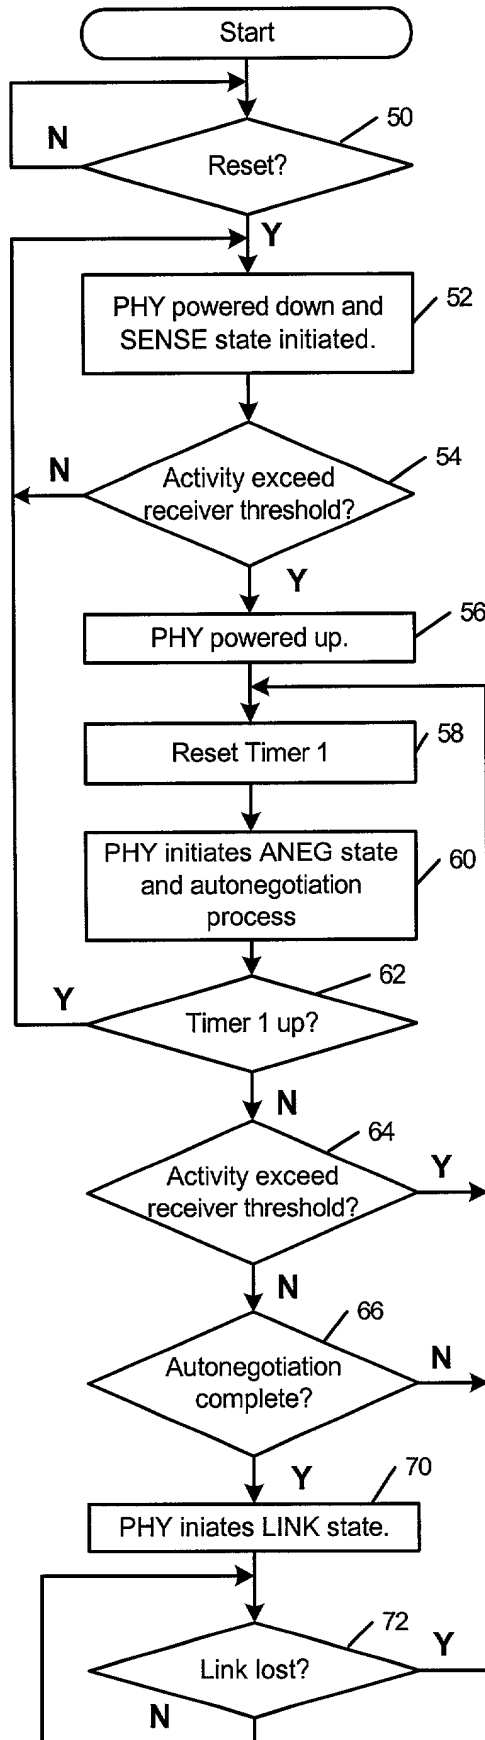 Start
50
N
Reset?
Y
52
PHY powered down and
SENSE state initiated.
54
N
Activity exceed
receiver threshold?
Y
56
PHY powered up.
58
Reset Timer 1
PHY initiates ANEG state
and autonegotiation
process
60
62
Y
Timer 1 up?
N
64
Activity exceed
receiver threshold?
Y
N
66
Autonegotiation
complete?
N
Y
70
PHY iniates LINK state.
72
Link lost?
Y
N